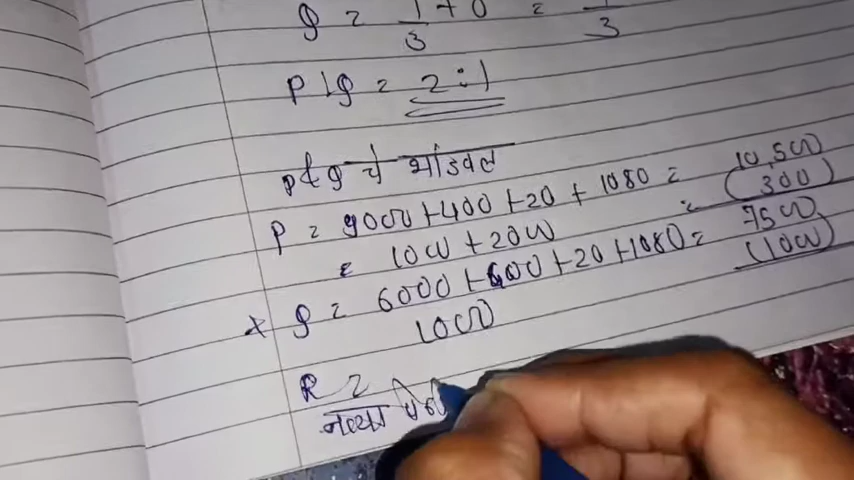 Q = 1/3 + 0 = 1/3
P / Q = 2 : 1
P व Q चे भांडवल
P = 9000 + 400 + 20 + 1080 = 10,500
= 1000 + 2000 = (3000)
x Q = 6000 + 400 + 20 + 1080 = 7500
1000 (1000)
R =
नफ्या